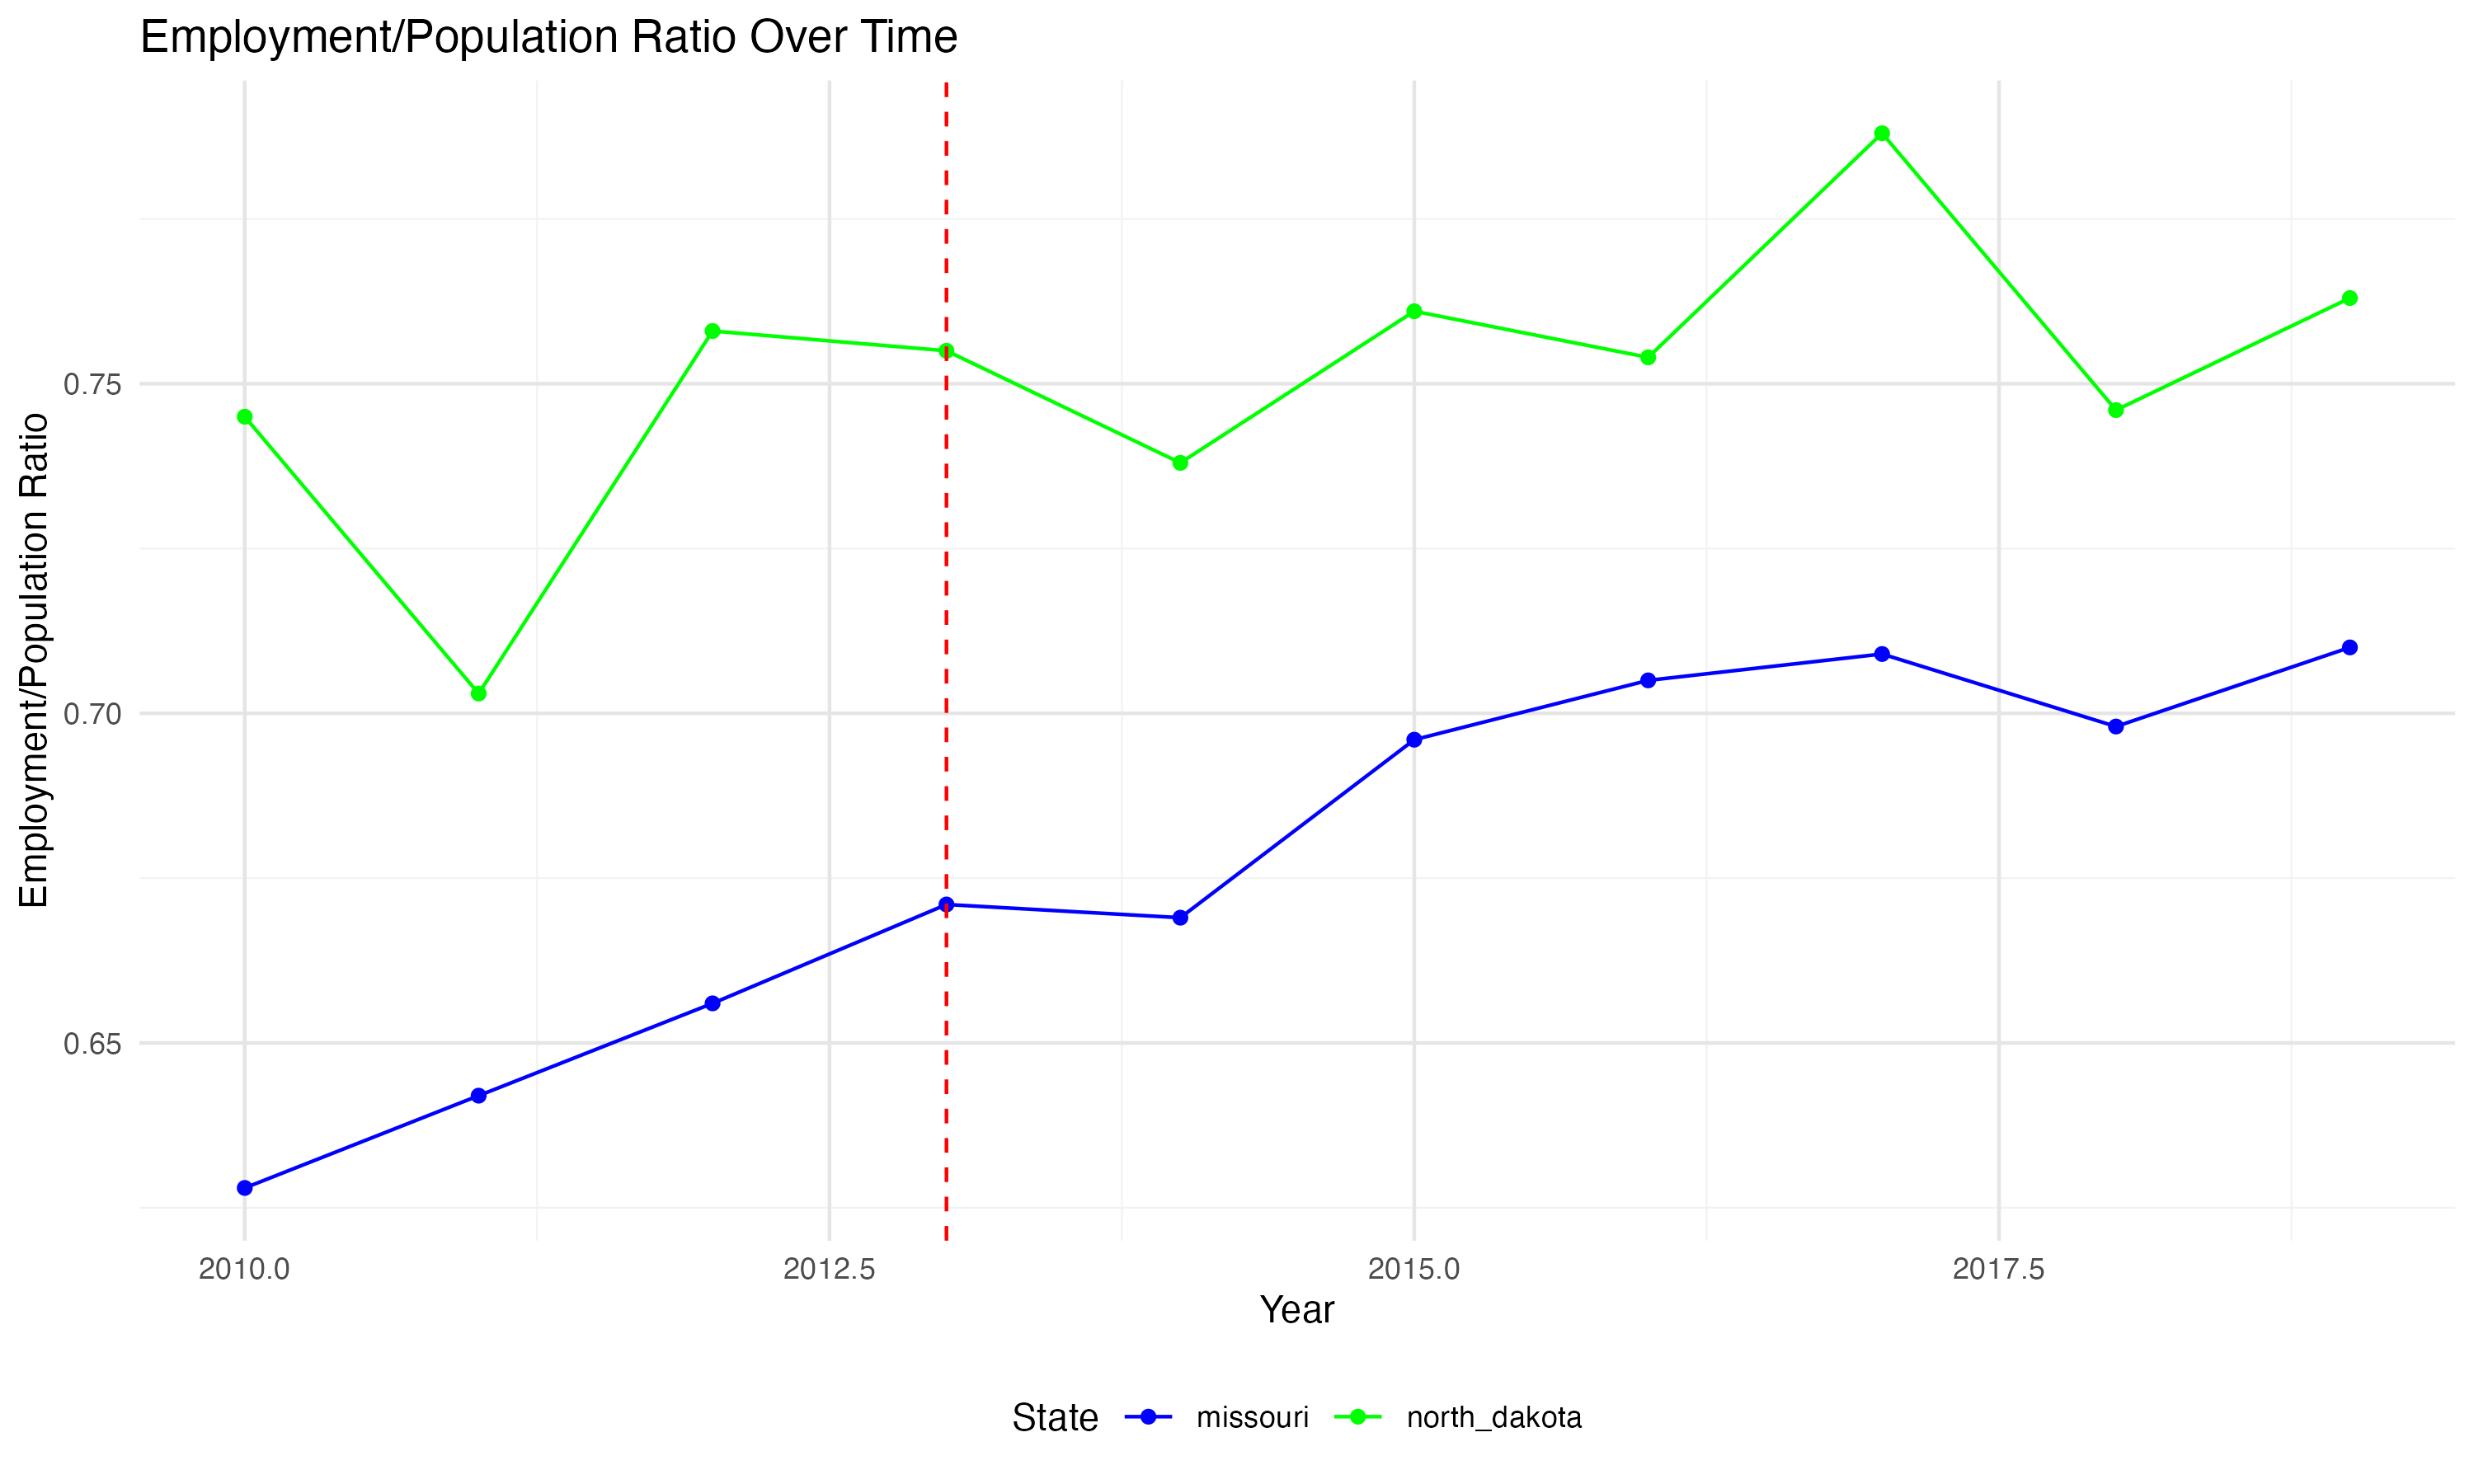 Employment/Population Ratio Over Time
Employment/Population Ratio
0.75
0.70
0.65
2010.0 2012.5 2015.0 2017.5
Year
State missouri north_dakota